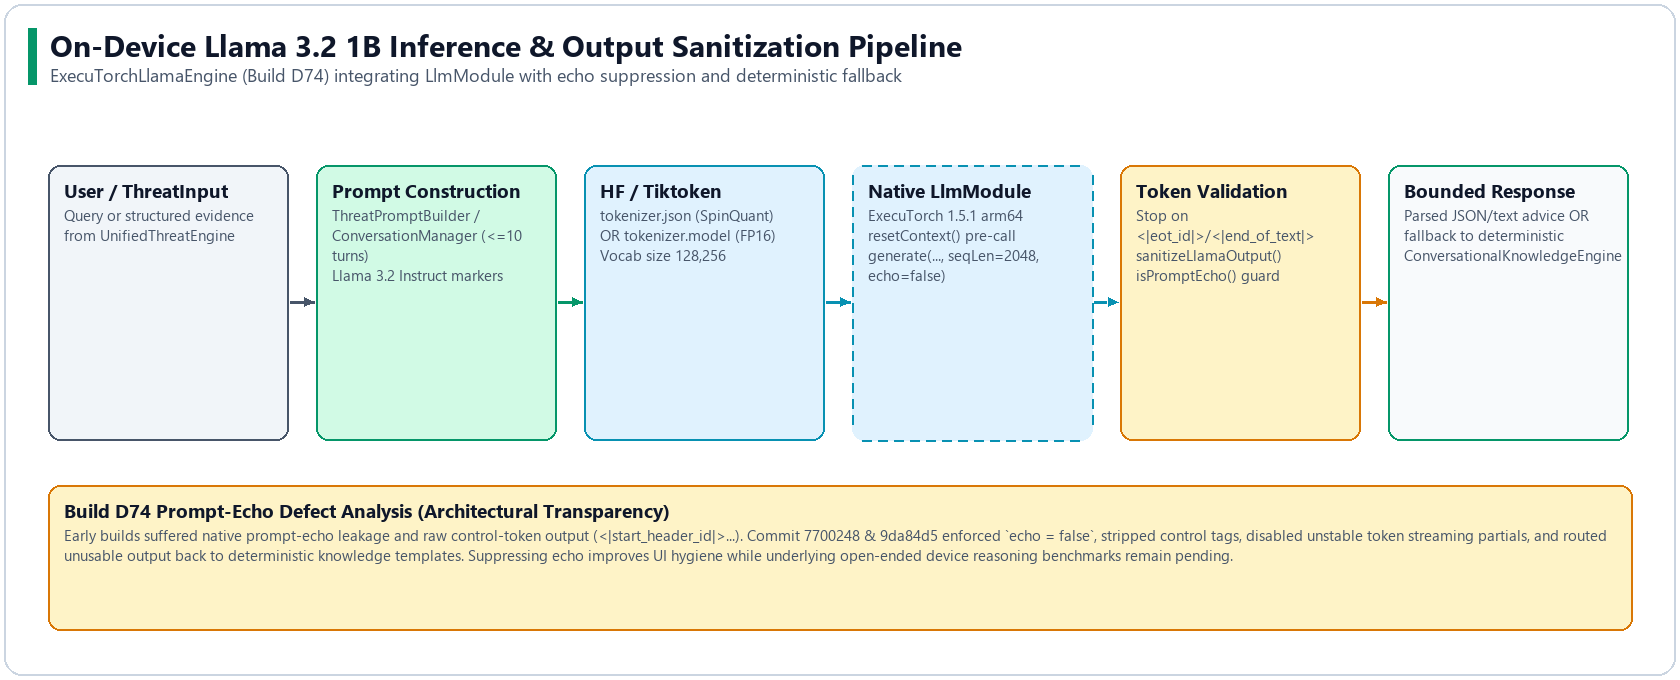 On-Device Llama 3.2 1B Inference & Output Sanitization Pipeline
ExecuTorchLlamaEngine (Build D74) integrating LlmModule with echo suppression and deterministic fallback
User / ThreatInput
Query or structured evidence
from UnifiedThreatEngine
Prompt Construction
ThreatPromptBuilder /
ConversationManager (<=10
turns)
Llama 3.2 Instruct markers
HF / Tiktoken
tokenizer.json (SpinQuant)
OR tokenizer.model (FP16)
Vocab size 128,256
Native LlmModule
ExecuTorch 1.5.1 arm64
resetContext() pre-call
generate(..., seqLen=2048,
echo=false)
Token Validation
Stop on
<|eot_id|>/<|end_of_text|>
sanitizeLlamaOutput()
isPromptEcho() guard
Bounded Response
Parsed JSON/text advice OR
fallback to deterministic
ConversationalKnowledgeEngine
Build D74 Prompt-Echo Defect Analysis (Architectural Transparency)
Early builds suffered native prompt-echo leakage and raw control-token output (<|start_header_id|>...). Commit 7700248 & 9da84d5 enforced `echo = false`, stripped control tags, disabled unstable token streaming partials, and routed
unusable output back to deterministic knowledge templates. Suppressing echo improves UI hygiene while underlying open-ended device reasoning benchmarks remain pending.